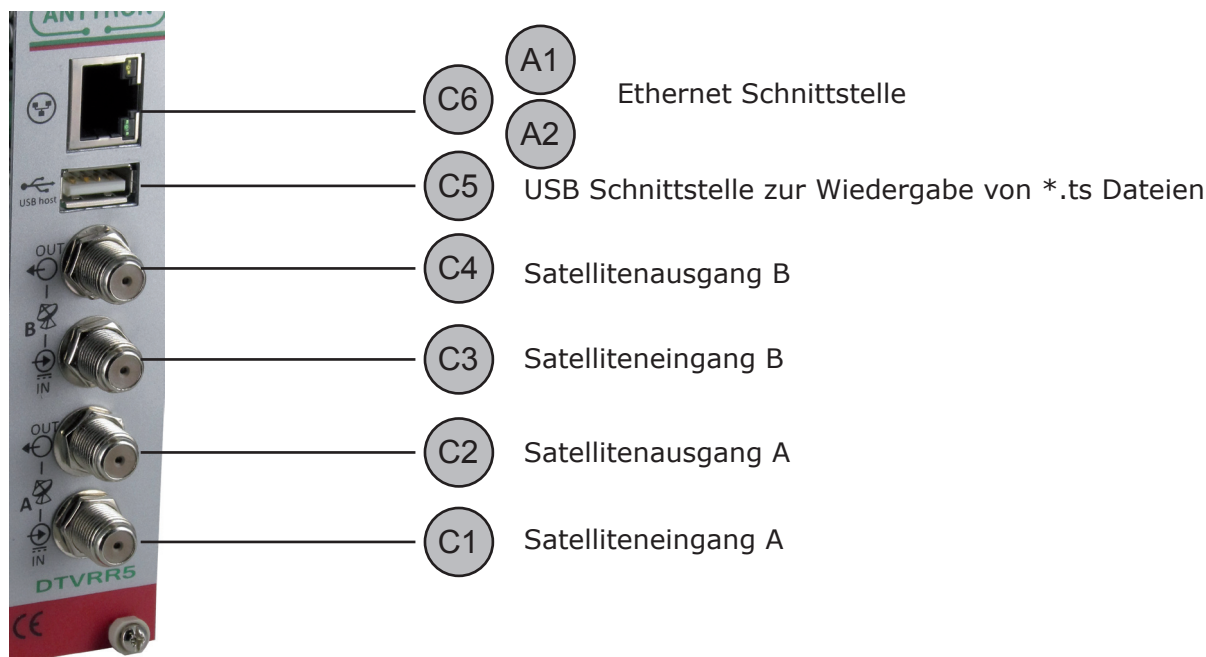 ANTTRON
A1
C6
Ethernet Schnittstelle
A2
C5
USB Schnittstelle zur Wiedergabe von *.ts Dateien
USB host
OUT
C4
Satellitenausgang B
B
C3
Satelliteneingang B
IN
OUT
C2
Satellitenausgang A
A
C1
Satelliteneingang A
IN
DTVRR5
CE